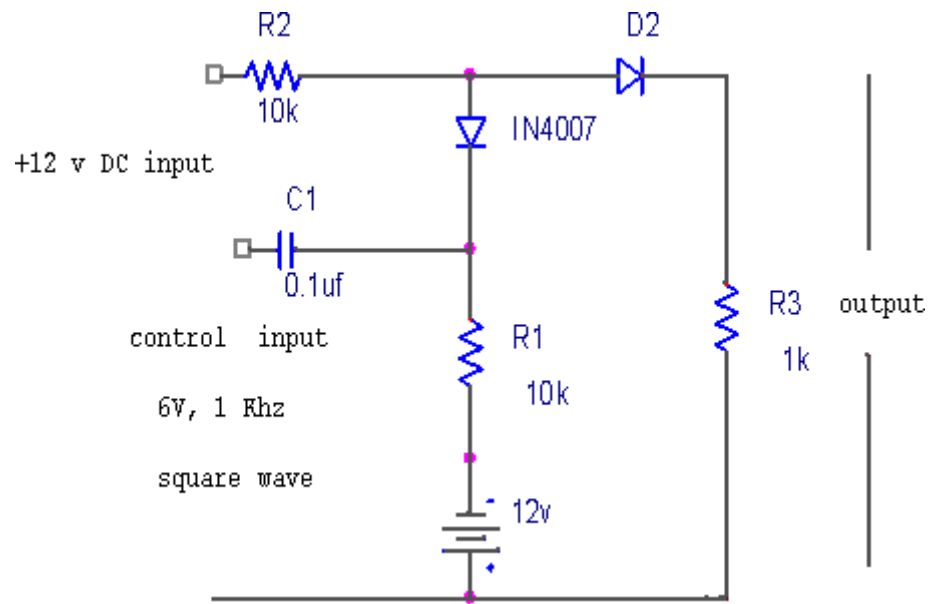 R2
D2
10k
IN4007
+12 v DC input
C1
0.1uf
R3
output
control input
R1
1k
10k
6V, 1 Khz
square wave
12v